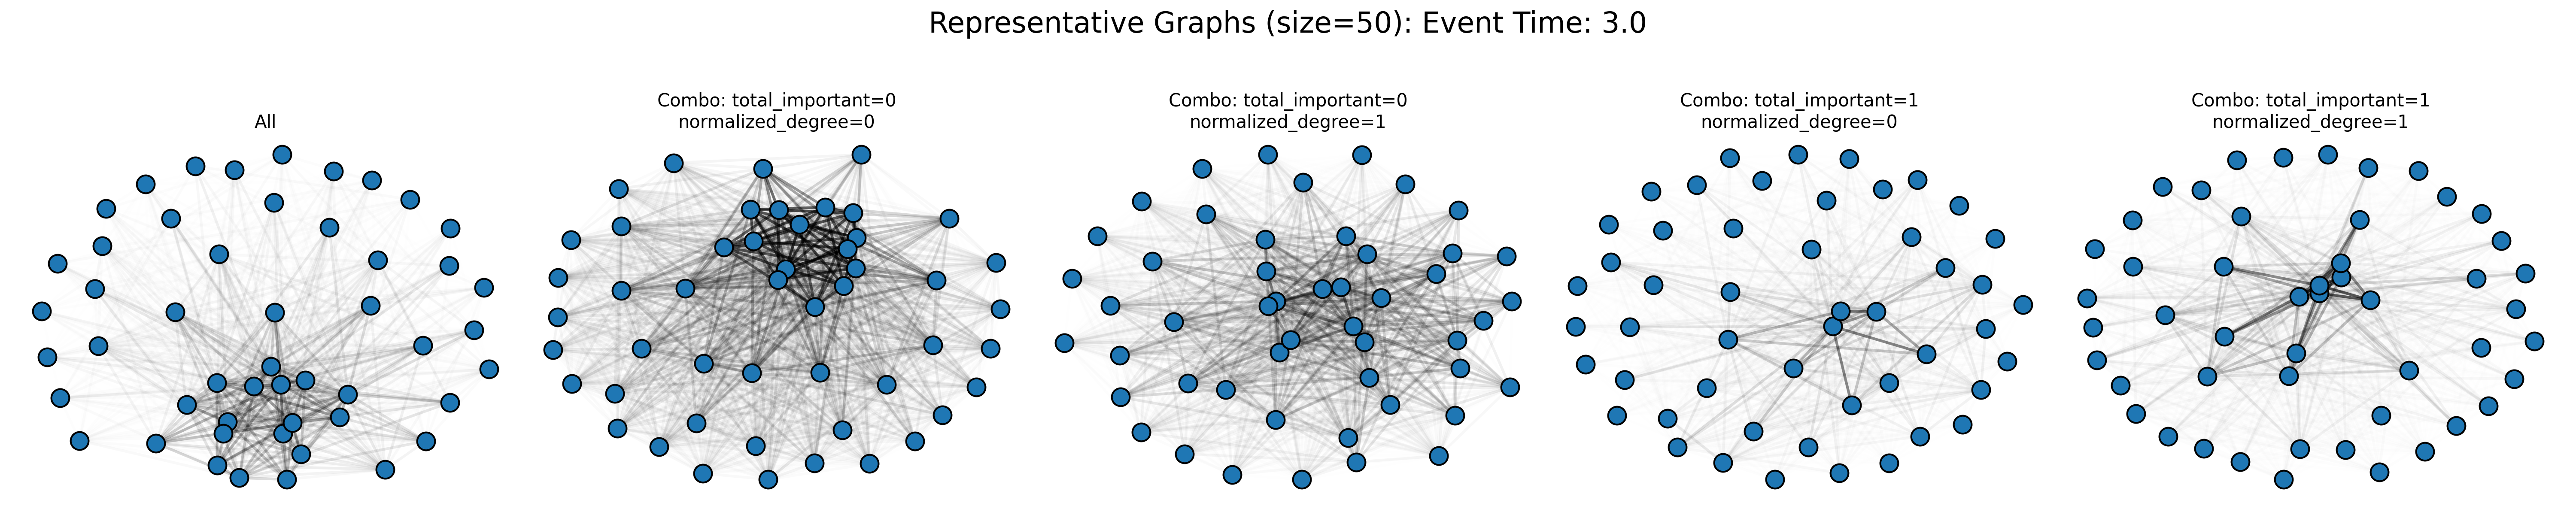 Representative Graphs (size=50): Event Time: 3.0
All
Combo: total_important=0
normalized_degree=0
Combo: total_important=0
normalized_degree=1
Combo: total_important=1
normalized_degree=0
Combo: total_important=1
normalized_degree=1